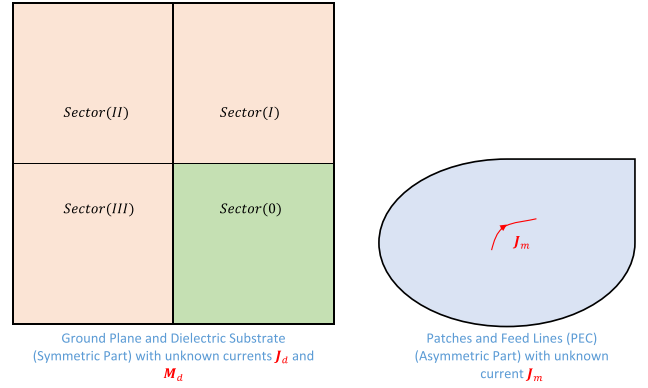 Sector(II)
Sector(I)
Sector(III)
Sector(0)
J_m
Ground Plane and Dielectric Substrate
(Symmetric Part) with unknown currents J_d and
M_d
Patches and Feed Lines (PEC)
(Asymmetric Part) with unknown
current J_m